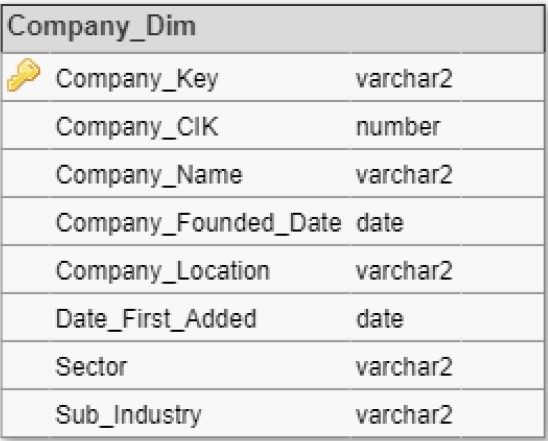 Company_Dim
Company_Key varchar2
Company_CIK number
Company_Name varchar2
Company_Founded_Date date
Company_Location varchar2
Date_First_Added date
Sector varchar2
Sub_Industry varchar2